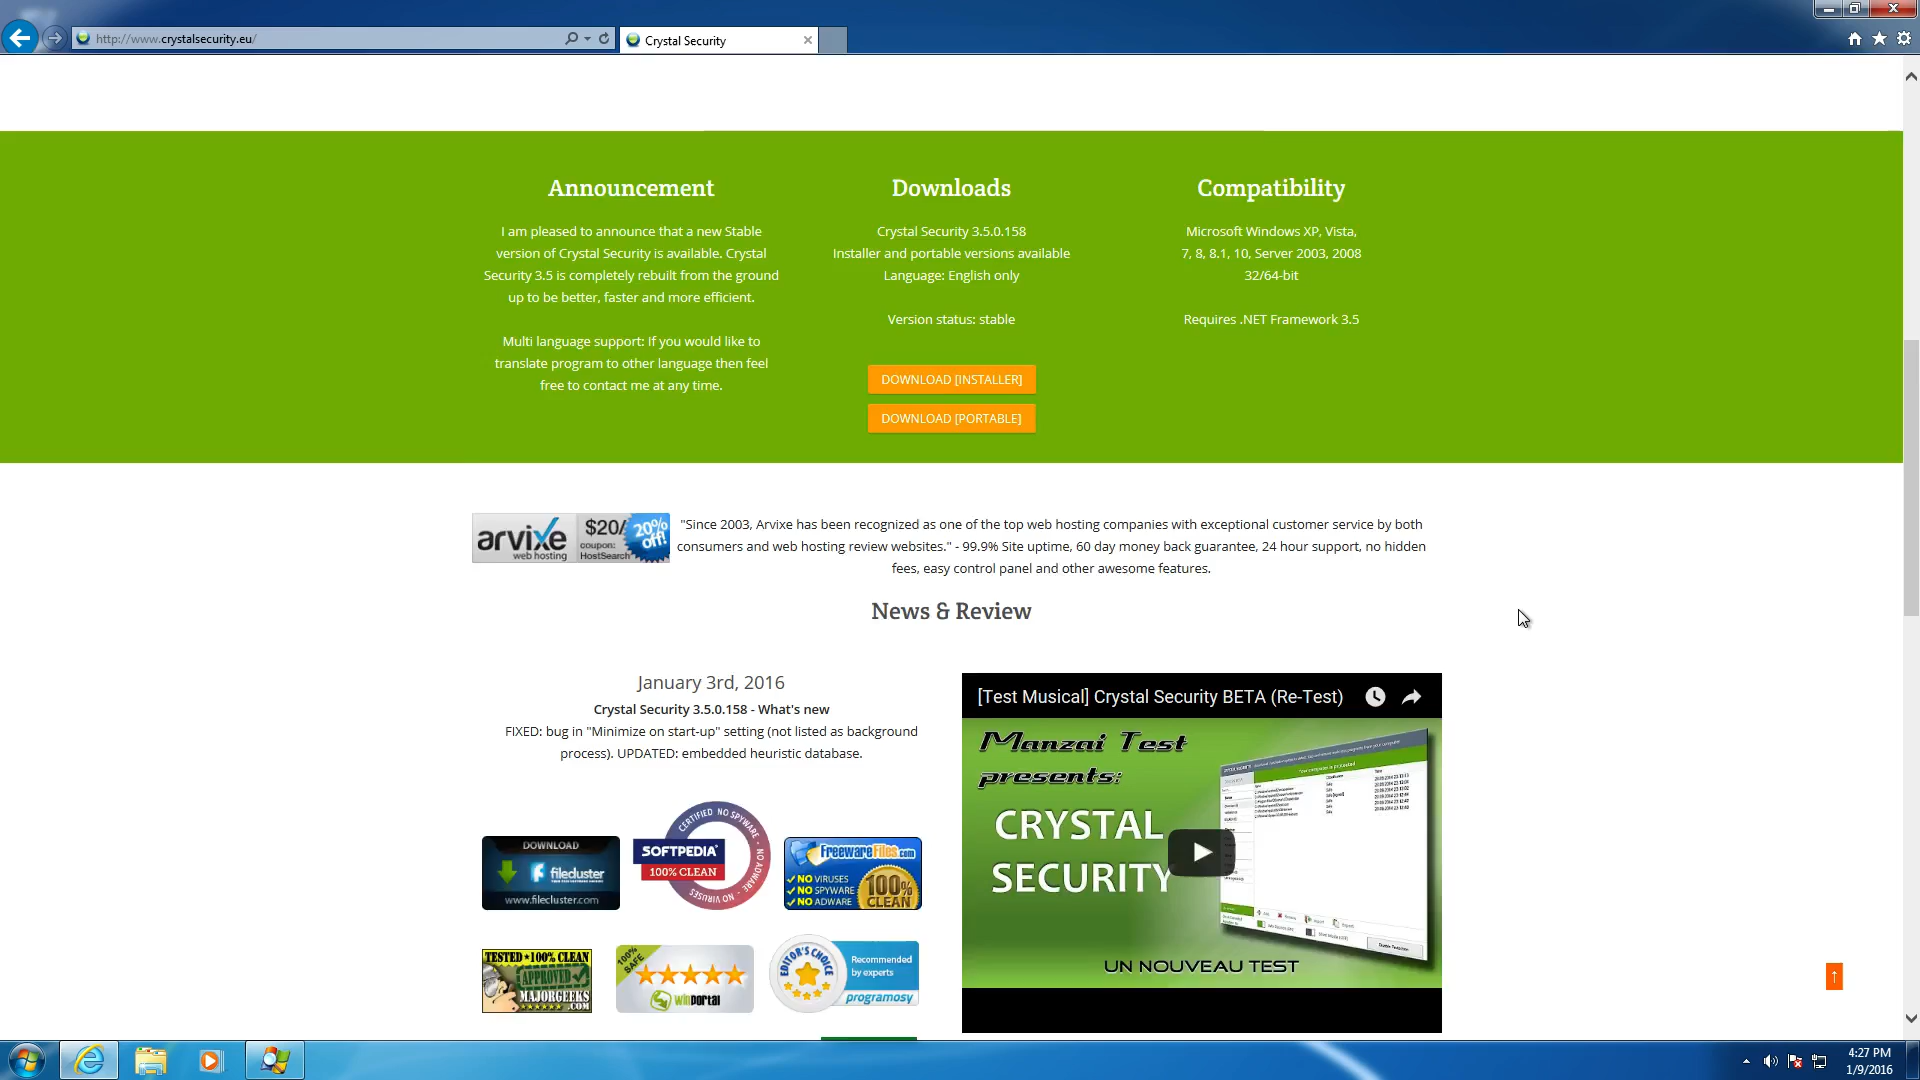 http://www.crystalsecurity.eu/
Crystal Security
Announcement
I am pleased to announce that a new Stable
version of Crystal Security is available. Crystal
Security 3.5 is completely rebuilt from the ground
up to be better, faster and more efficient.
Multi language support: If you would like to
translate program to other language then feel
free to contact me at any time.
Downloads
Crystal Security 3.5.0.158
Installer and portable versions available
Language: English only
Version status: stable
DOWNLOAD [INSTALLER]
DOWNLOAD [PORTABLE]
Compatibility
Microsoft Windows XP, Vista,
7, 8, 8.1, 10, Server 2003, 2008
32/64-bit
Requires .NET Framework 3.5
arvixe
web hosting
$20/
coupon:
HostSearch
20%
off!
"Since 2003, Arvixe has been recognized as one of the top web hosting companies with exceptional customer service by both
consumers and web hosting review websites." - 99.9% Site uptime, 60 day money back guarantee, 24 hour support, no hidden
fees, easy control panel and other awesome features.
News & Review
January 3rd, 2016
Crystal Security 3.5.0.158 - What's new
FIXED: bug in "Minimize on start-up" setting (not listed as background
process). UPDATED: embedded heuristic database.
DOWNLOAD
filecluster
www.filecluster.com
CERTIFIED NO SPYWARE - NO ADWARE - NO VIRUSES
SOFTPEDIA
100% CLEAN
FreewareFiles.com
NO VIRUSES
NO SPYWARE
NO ADWARE
100%
CLEAN
TESTED 100% CLEAN
APPROVED
MAJORGEEKS
.COM
100%
SAFE
winportal
EDITOR'S
CHOICE
Recommended
by experts
programosy
[Test Musical] Crystal Security BETA (Re-Test)
Manzai Test
presents:
CRYSTAL
SECURITY
UN NOUVEAU TEST
4:27 PM
1/9/2016